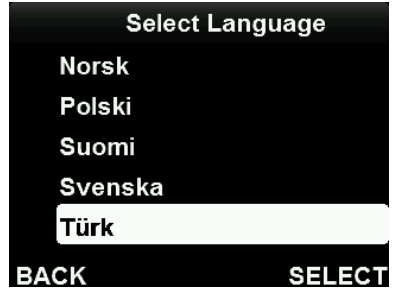 Select Language
Norsk
Polski
Suomi
Svenska
Türk
BACK SELECT